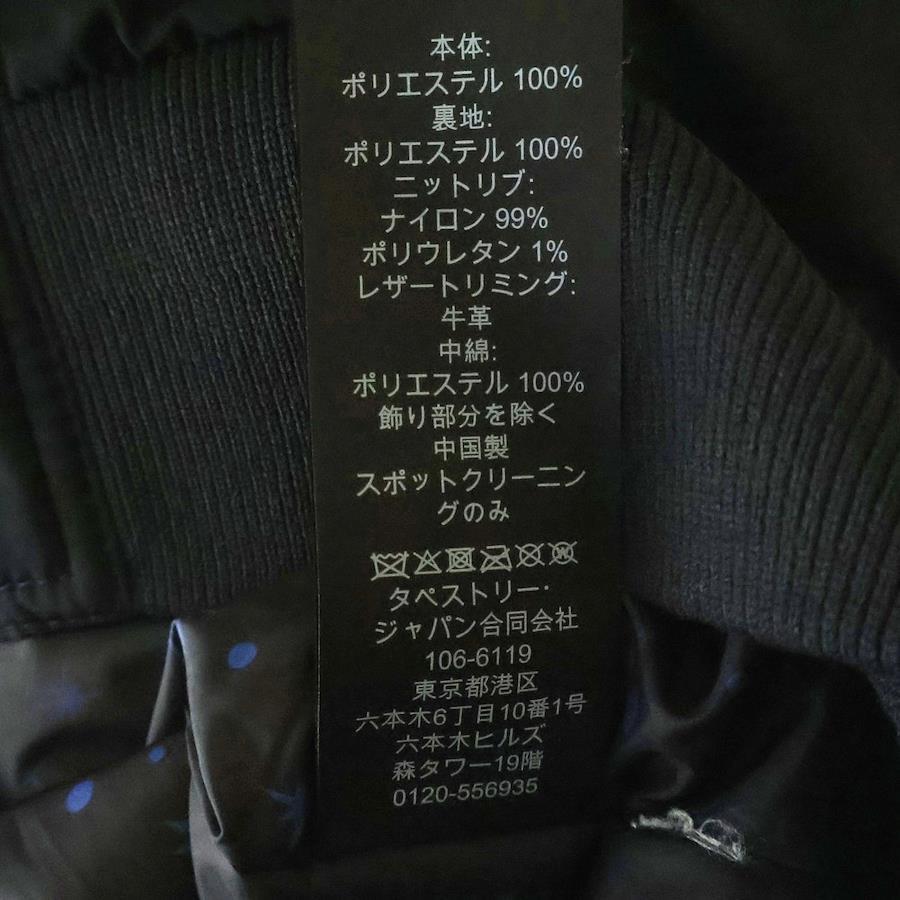 本体:
ポリエステル 100%
裏地:
ポリエステル 100%
ニットリブ:
ナイロン 99%
ポリウレタン 1%
レザートリミング:
牛革
中綿:
ポリエステル 100%
飾り部分を除く
中国製
スポットクリーニン
グのみ
W
タペストリー・
ジャパン合同会社
106-6119
東京都港区
六本木6丁目10番1号
六本木ヒルズ
森タワー19階
0120-556935